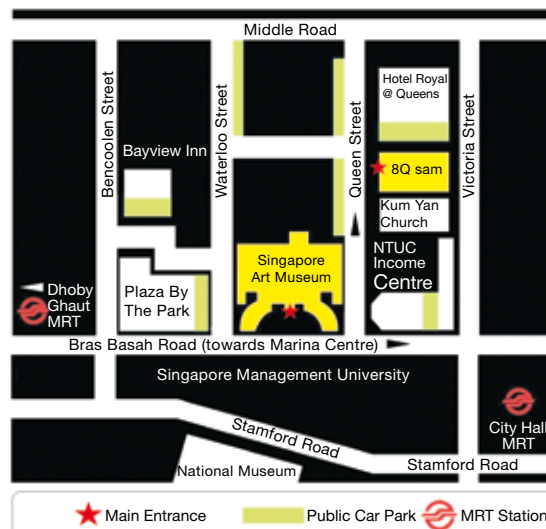 Middle Road
Bencoolen Street
Waterloo Street
Queen Street
Victoria Street
Hotel Royal
@ Queens
Bayview Inn
8Q sam
Kum Yan
Church
Singapore
Art Museum
NTUC
Income
Centre
Dhoby
Ghaut
MRT
Plaza By
The Park
Bras Basah Road (towards Marina Centre)
Singapore Management University
City Hall
MRT
Stamford Road
Stamford Road
National Museum
Main Entrance
Public Car Park
MRT Station